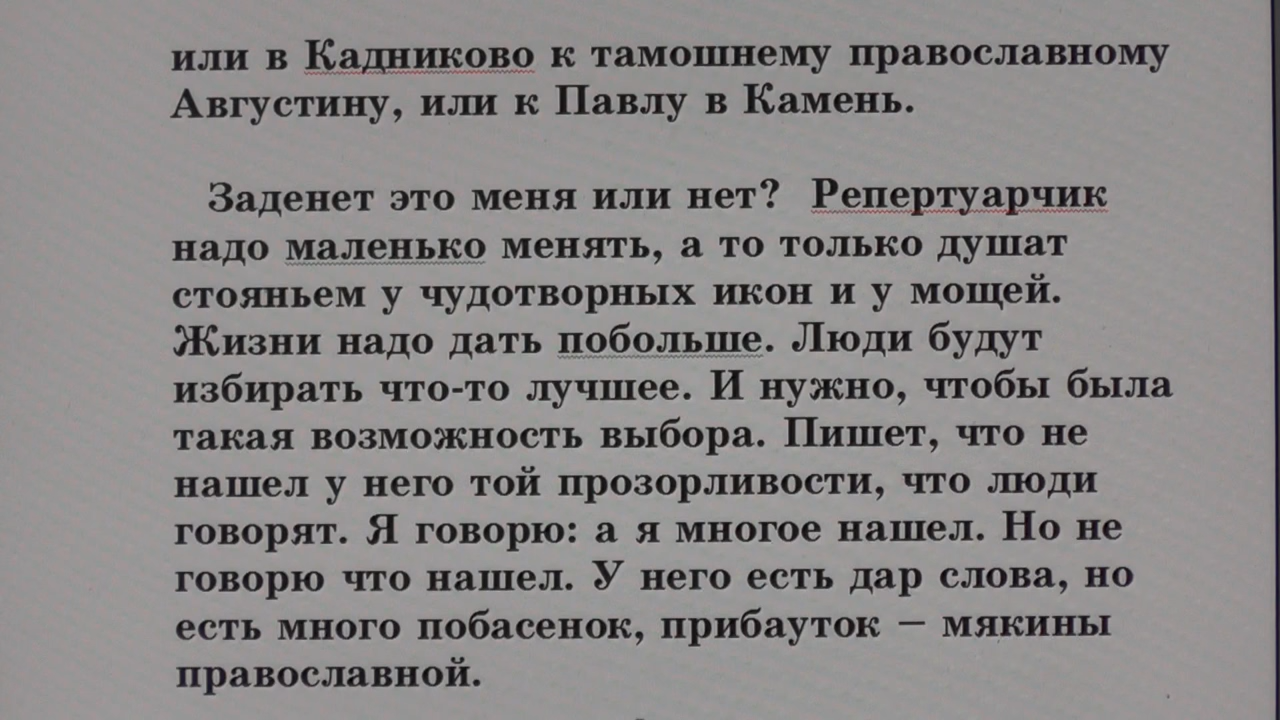 или в Кадниково к тамошнему православному
Августину, или к Павлу в Камень.
Заденет это меня или нет? Репертуарчик
надо маленько менять, а то только душат
стояньем у чудотворных икон и у мощей.
Жизни надо дать побольше. Люди будут
избирать что-то лучшее. И нужно, чтобы была
такая возможность выбора. Пишет, что не
нашел у него той прозорливости, что люди
говорят. Я говорю: а я многое нашел. Но не
говорю что нашел. У него есть дар слова, но
есть много побасенок, прибауток – мякины
православной.